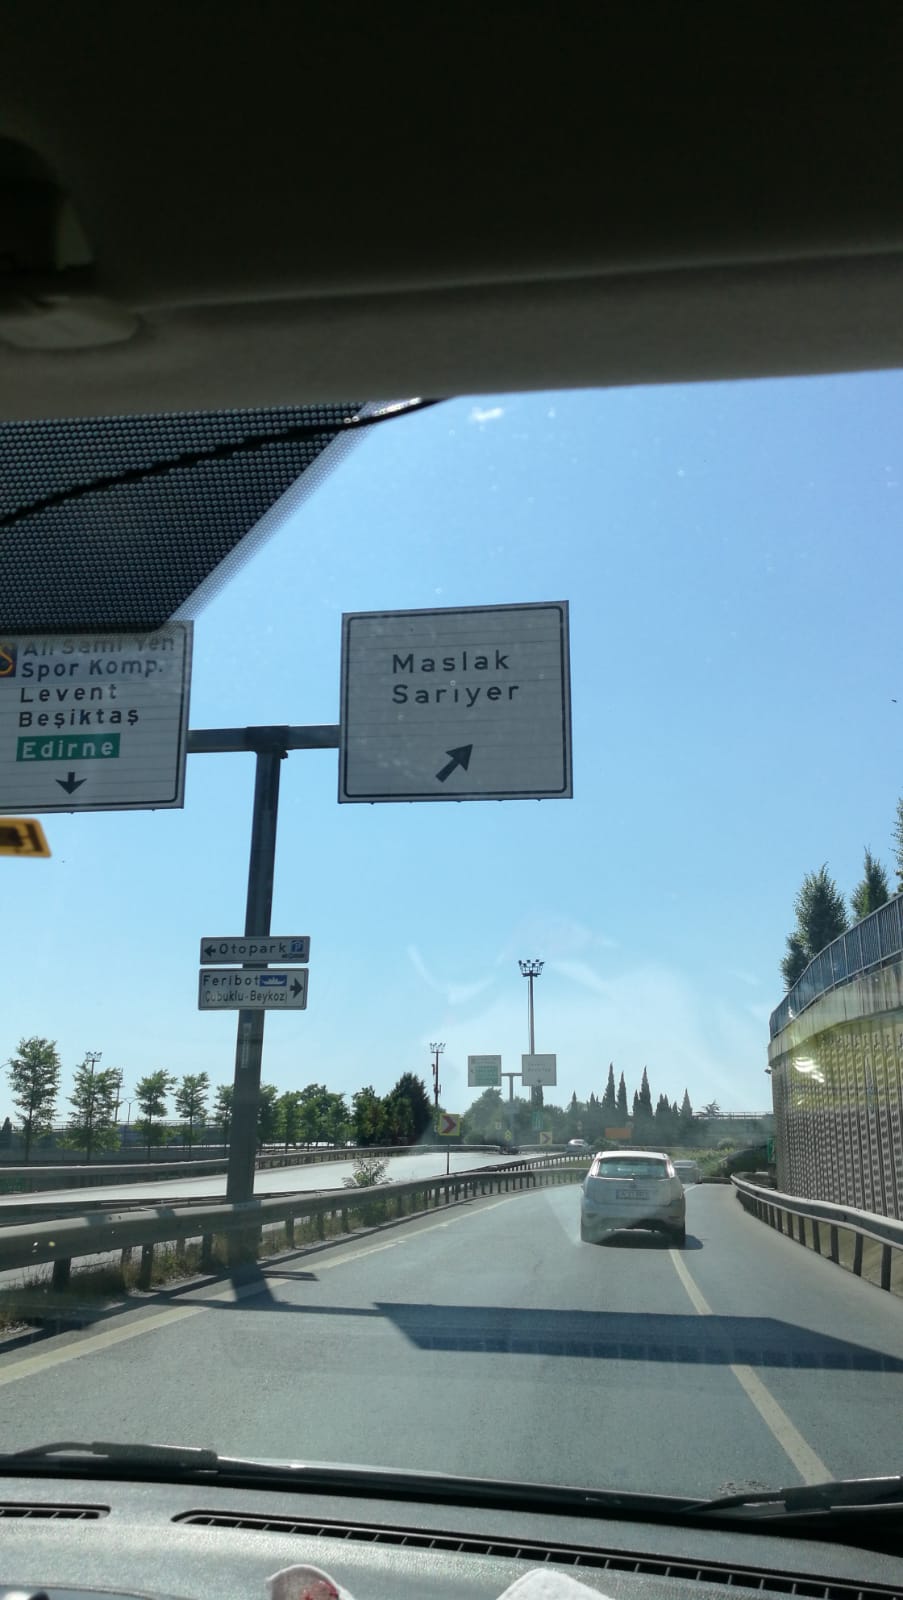 Ali Sami Yen
Spor Komp.
Levent
Beşiktaş
Edirne
Maslak
Sarıyer
Otopark P
Feribot
(Çubuklu-Beykoz)